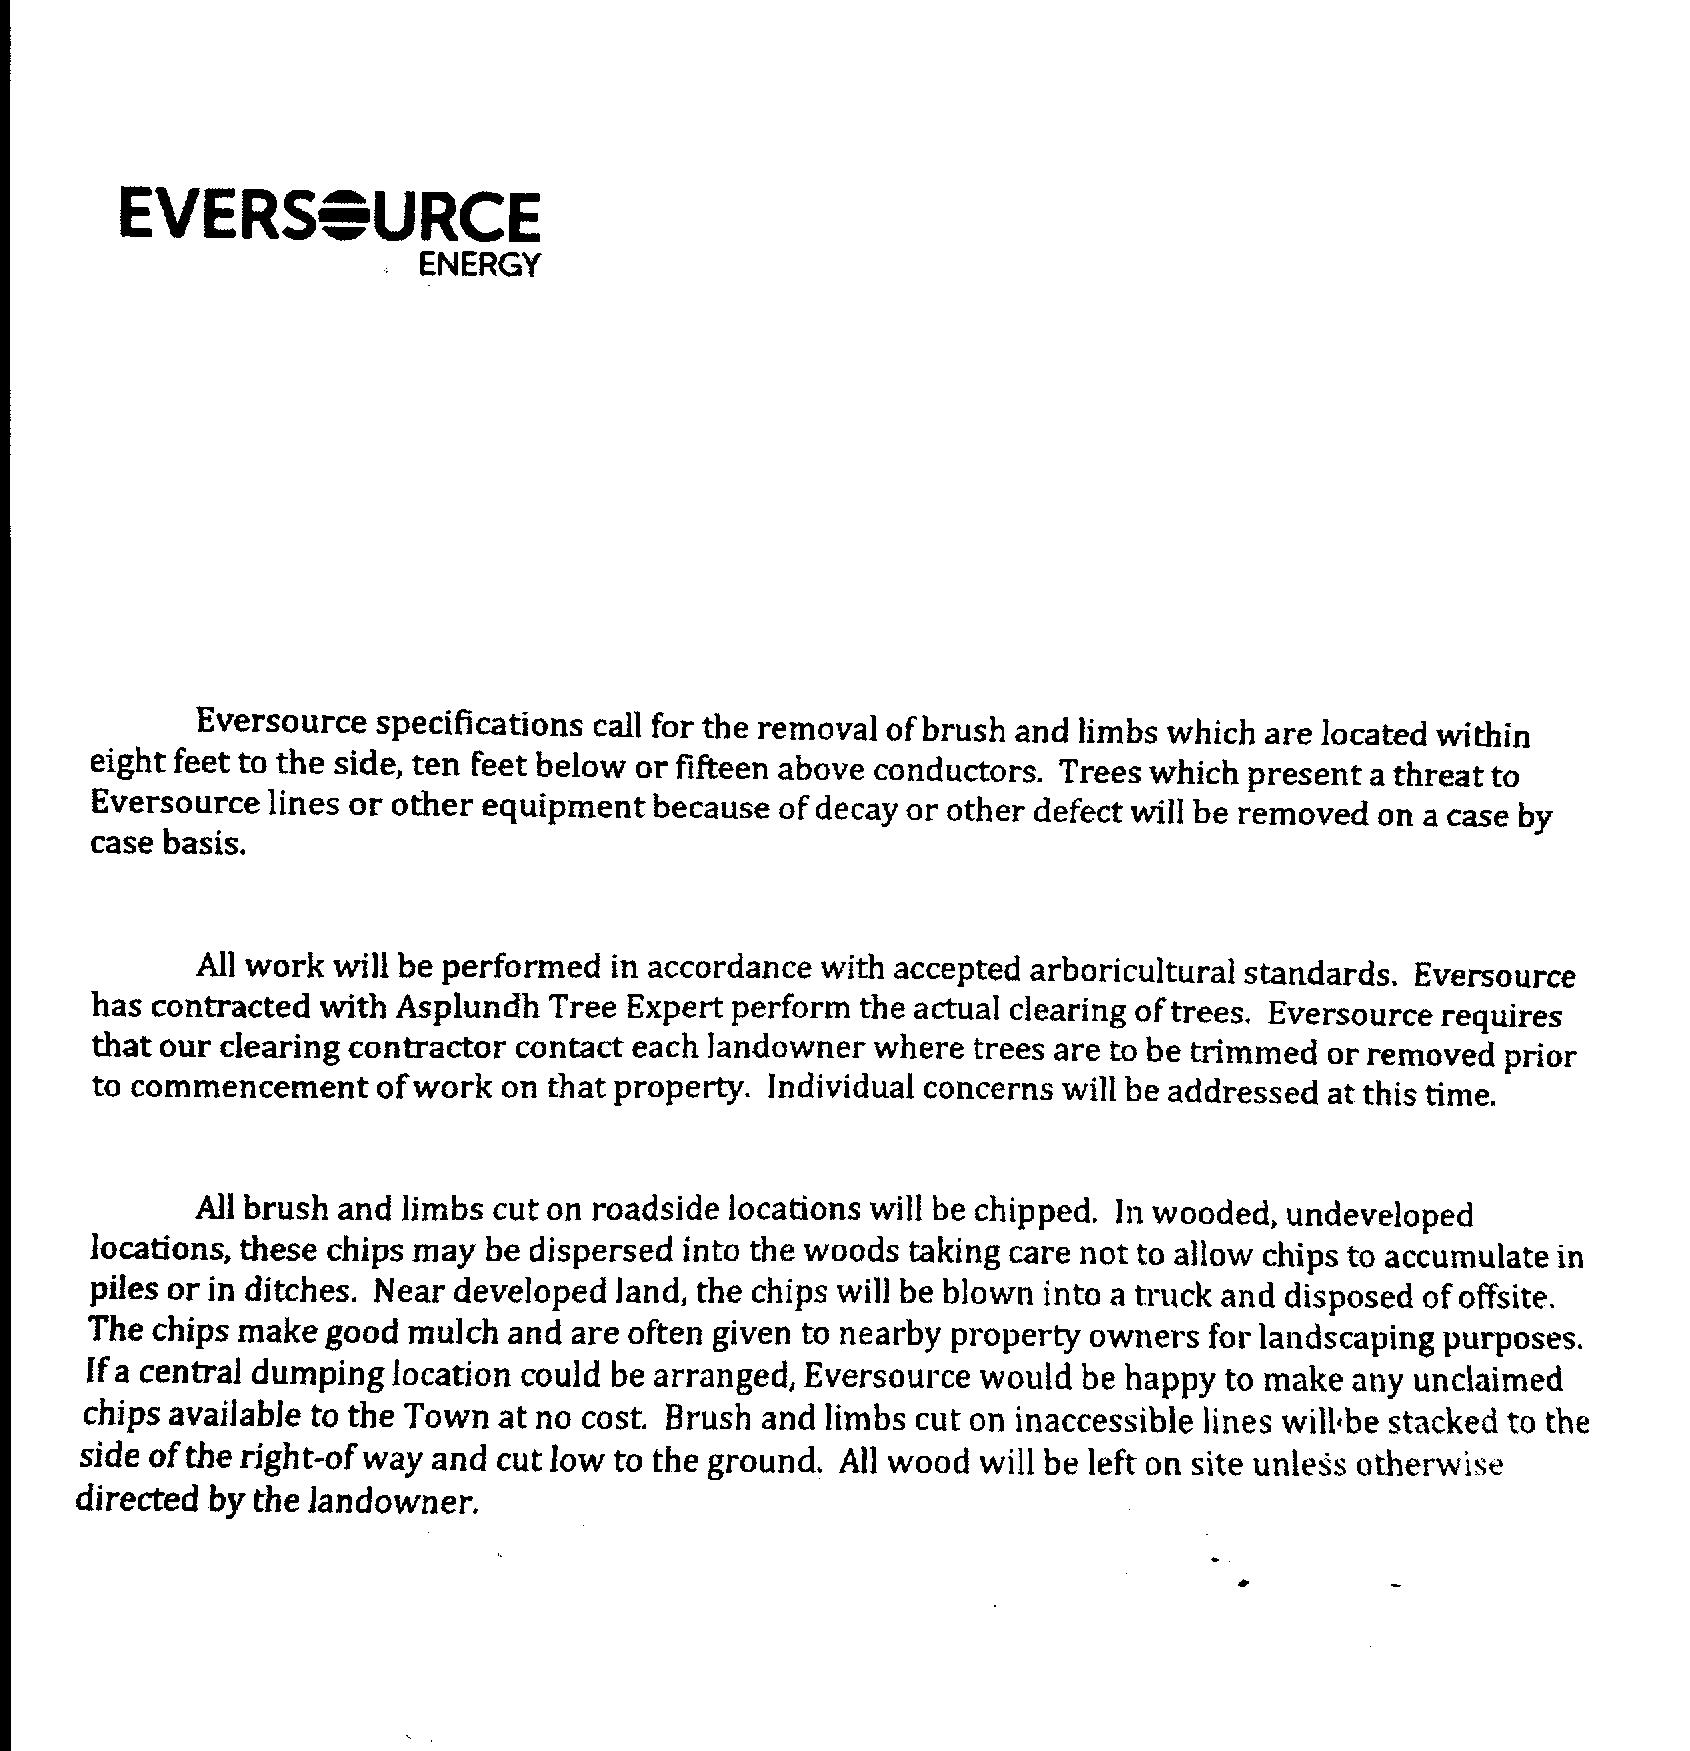 EVERSOURCE
ENERGY
Eversource specifications call for the removal of brush and limbs which are located within
eight feet to the side, ten feet below or fifteen above conductors. Trees which present a threat to
Eversource lines or other equipment because of decay or other defect will be removed on a case by
case basis.
All work will be performed in accordance with accepted arboricultural standards. Eversource
has contracted with Asplundh Tree Expert perform the actual clearing of trees. Eversource requires
that our clearing contractor contact each landowner where trees are to be trimmed or removed prior
to commencement of work on that property. Individual concerns will be addressed at this time.
All brush and limbs cut on roadside locations will be chipped. In wooded, undeveloped
locations, these chips may be dispersed into the woods taking care not to allow chips to accumulate in
piles or in ditches. Near developed land, the chips will be blown into a truck and disposed of offsite.
The chips make good mulch and are often given to nearby property owners for landscaping purposes.
If a central dumping location could be arranged, Eversource would be happy to make any unclaimed
chips available to the Town at no cost. Brush and limbs cut on inaccessible lines will be stacked to the
side of the right-of way and cut low to the ground. All wood will be left on site unless otherwise
directed by the landowner.